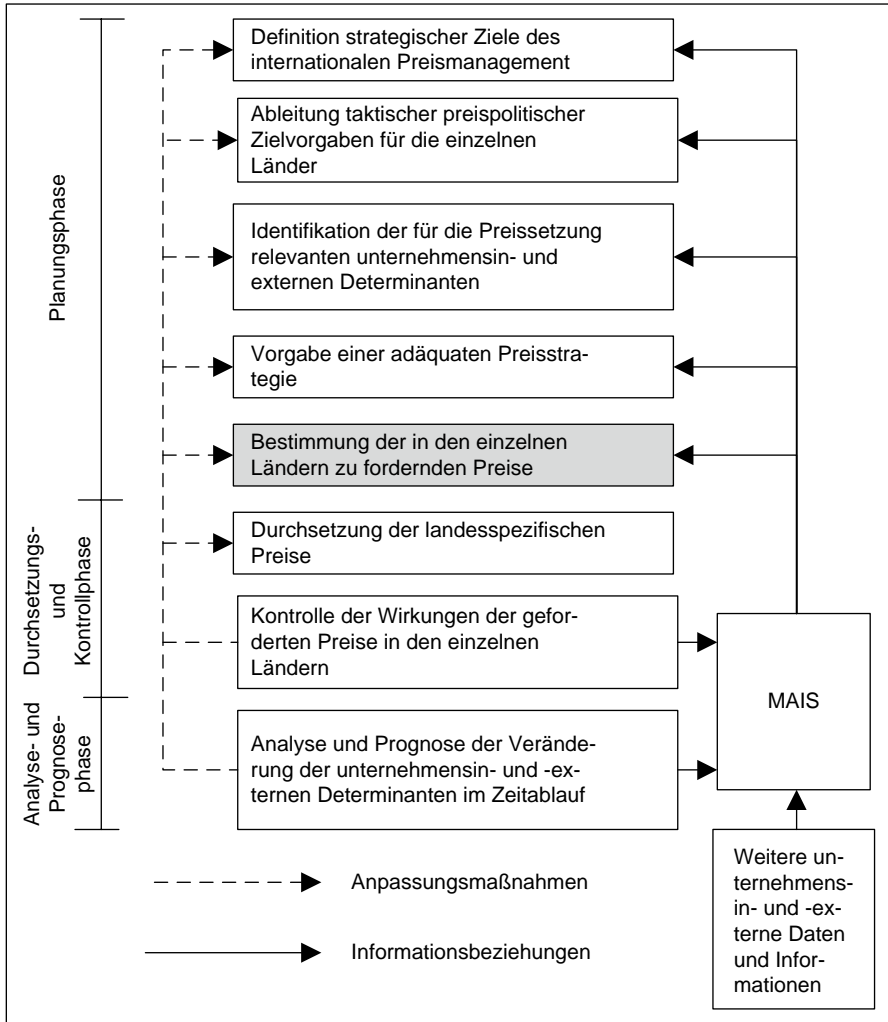 Planungsphase
Definition strategischer Ziele des
internationalen Preismanagement
Ableitung taktischer preispolitischer
Zielvorgaben für die einzelnen
Länder
Identifikation der für die Preissetzung
relevanten unternehmensin- und
externen Determinanten
Vorgabe einer adäquaten Preisstra-
tegie
Bestimmung der in den einzelnen
Ländern zu fordernden Preise
Durchsetzungs-
und
Kontrollphase
Durchsetzung der landesspezifischen
Preise
Kontrolle der Wirkungen der gefor-
derten Preise in den einzelnen
Ländern
Analyse- und
Prognose-
phase
Analyse und Prognose der Verände-
rung der unternehmensin- und -ex-
ternen Determinanten im Zeitablauf
MAIS
Weitere un-
ternehmens-
in- und -ex-
terne Daten
und Infor-
mationen
Anpassungsmaßnahmen
Informationsbeziehungen